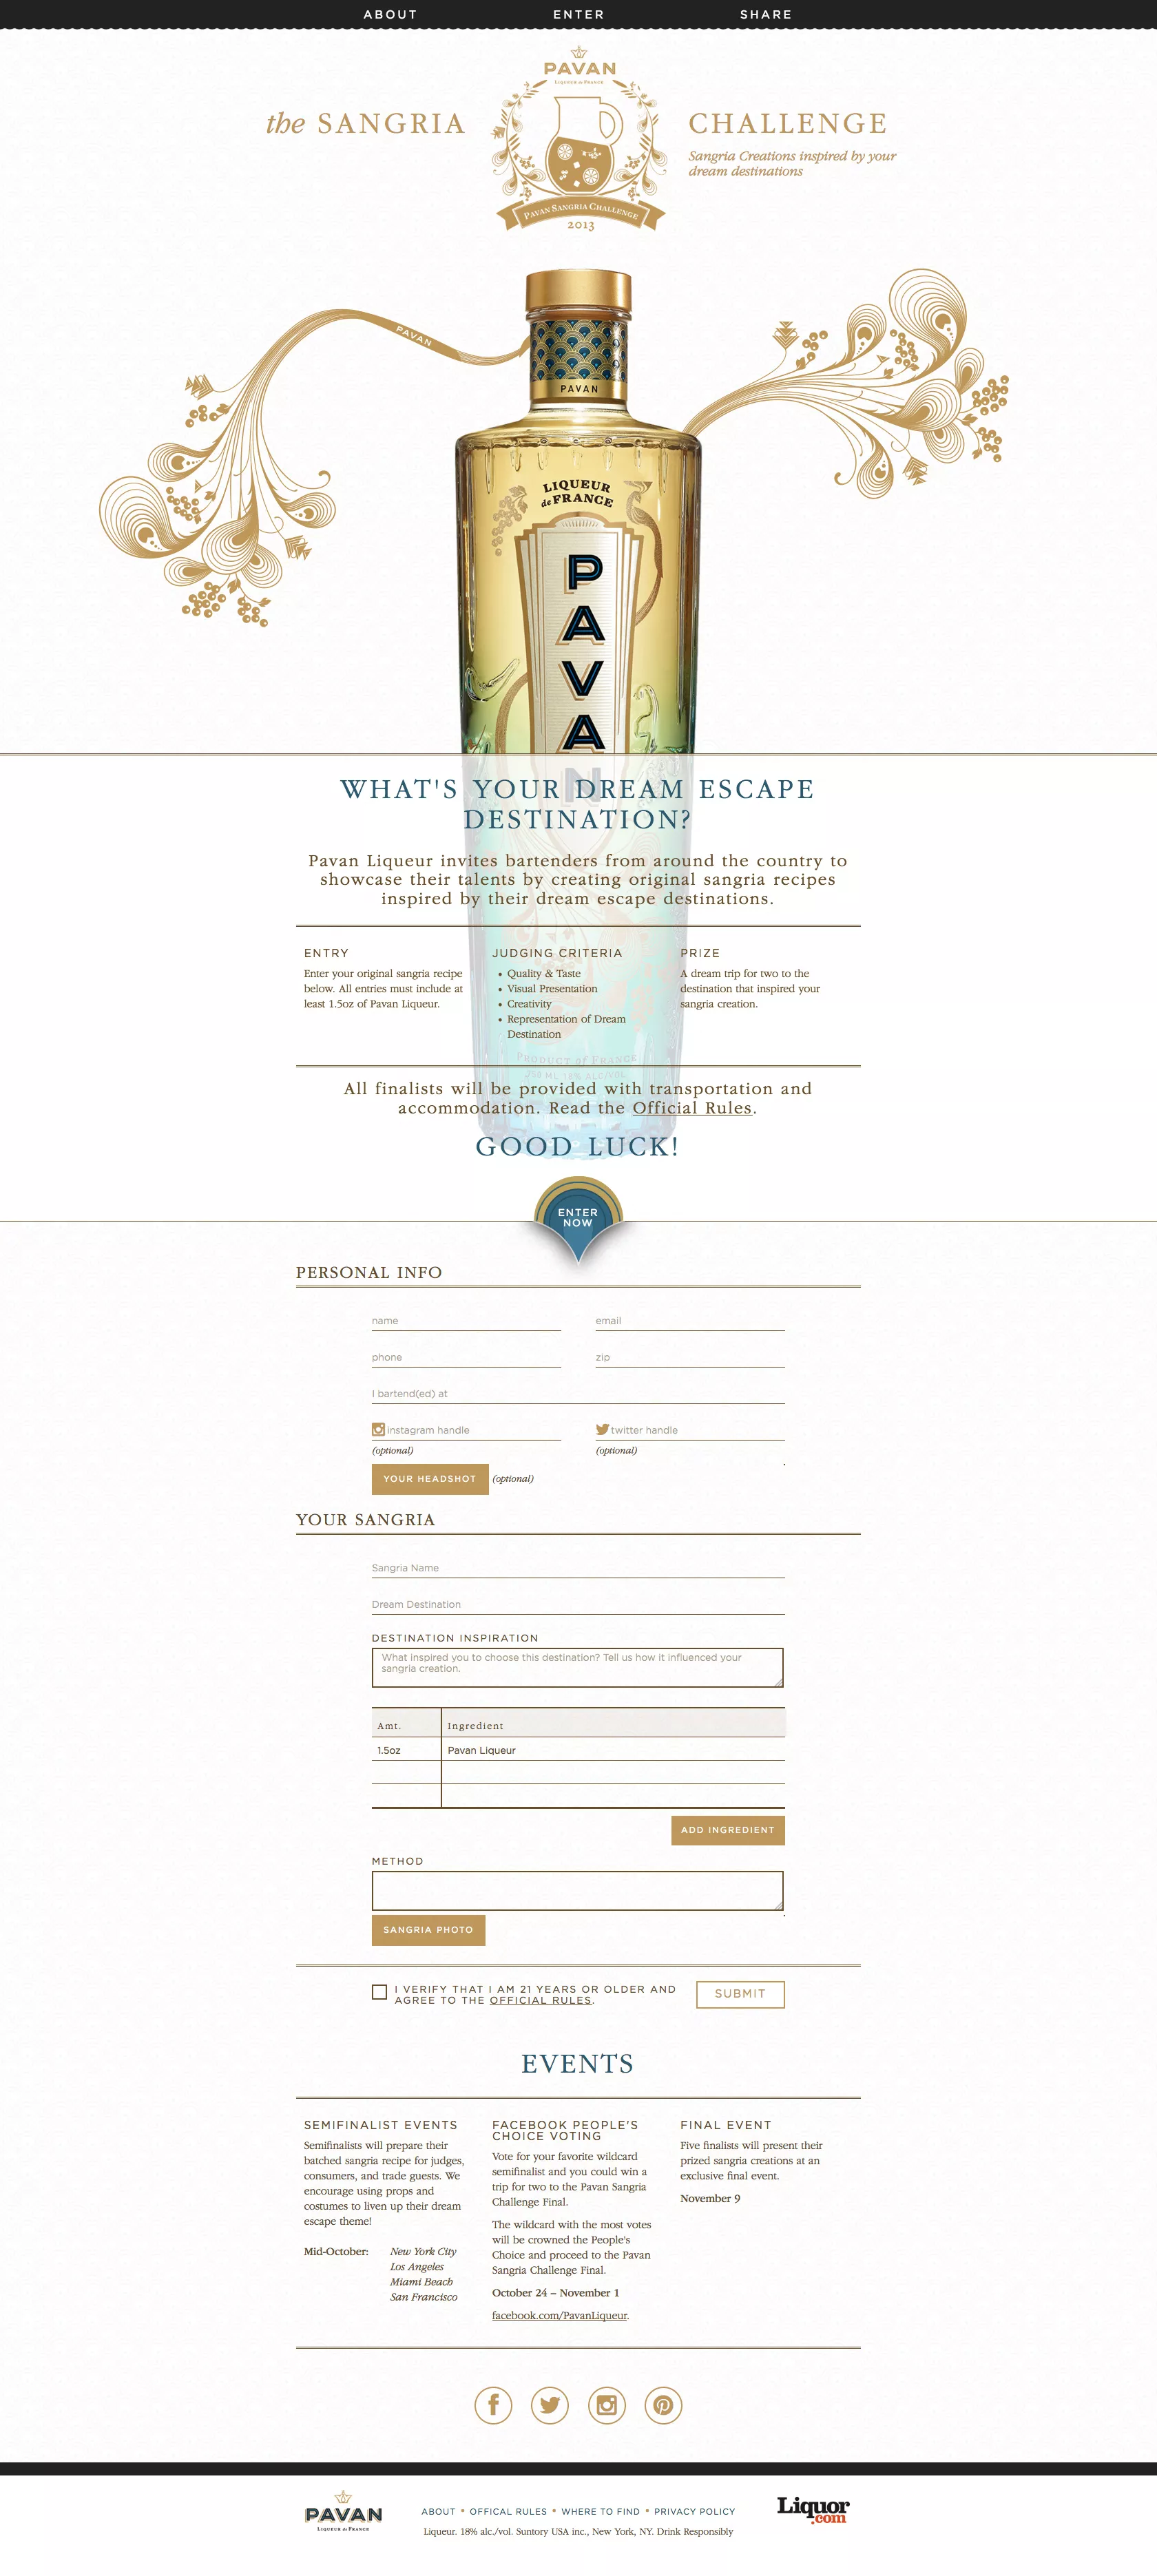 ABOUT
ENTER
SHARE
PAVAN
LIQUEUR de FRANCE
the SANGRIA
CHALLENGE
Sangria Creations inspired by your
dream destinations
PAVAN SANGRIA CHALLENGE
2013
PAVAN
PAVAN
LIQUEUR
de FRANCE
PAVAN
WHAT'S YOUR DREAM ESCAPE
DESTINATION?
Pavan Liqueur invites bartenders from around the country to
showcase their talents by creating original sangria recipes
inspired by their dream escape destinations.
ENTRY
Enter your original sangria recipe
below. All entries must include at
least 1.5oz of Pavan Liqueur.
JUDGING CRITERIA
• Quality & Taste
• Visual Presentation
• Creativity
• Representation of Dream
Destination
PRIZE
A dream trip for two to the
destination that inspired your
sangria creation.
PRODUCT of FRANCE
750 ML 18% ALC/VOL
All finalists will be provided with transportation and
accommodation. Read the Official Rules.
GOOD LUCK!
ENTER
NOW
PERSONAL INFO
name
email
phone
zip
I bartend(ed) at
instagram handle
twitter handle
(optional)
(optional)
YOUR HEADSHOT
(optional)
YOUR SANGRIA
Sangria Name
Dream Destination
DESTINATION INSPIRATION
What inspired you to choose this destination? Tell us how it influenced your
sangria creation.
Amt.
Ingredient
1.5oz
Pavan Liqueur
ADD INGREDIENT
METHOD
SANGRIA PHOTO
I VERIFY THAT I AM 21 YEARS OR OLDER AND
AGREE TO THE OFFICIAL RULES.
SUBMIT
EVENTS
SEMIFINALIST EVENTS
Semifinalists will prepare their
batched sangria recipe for judges,
consumers, and trade guests. We
encourage using props and
costumes to liven up their dream
escape theme!
Mid-October:
New York City
Los Angeles
Miami Beach
San Francisco
FACEBOOK PEOPLE'S
CHOICE VOTING
Vote for your favorite wildcard
semifinalist and you could win a
trip for two to the Pavan Sangria
Challenge Final.
The wildcard with the most votes
will be crowned the People's
Choice and proceed to the Pavan
Sangria Challenge Final.
October 24 – November 1
facebook.com/PavanLiqueur.
FINAL EVENT
Five finalists will present their
prized sangria creations at an
exclusive final event.
November 9
PAVAN
LIQUEUR de FRANCE
ABOUT • OFFICAL RULES • WHERE TO FIND • PRIVACY POLICY
Liqueur. 18% alc./vol. Suntory USA inc., New York, NY. Drink Responsibly
Liquor
.com